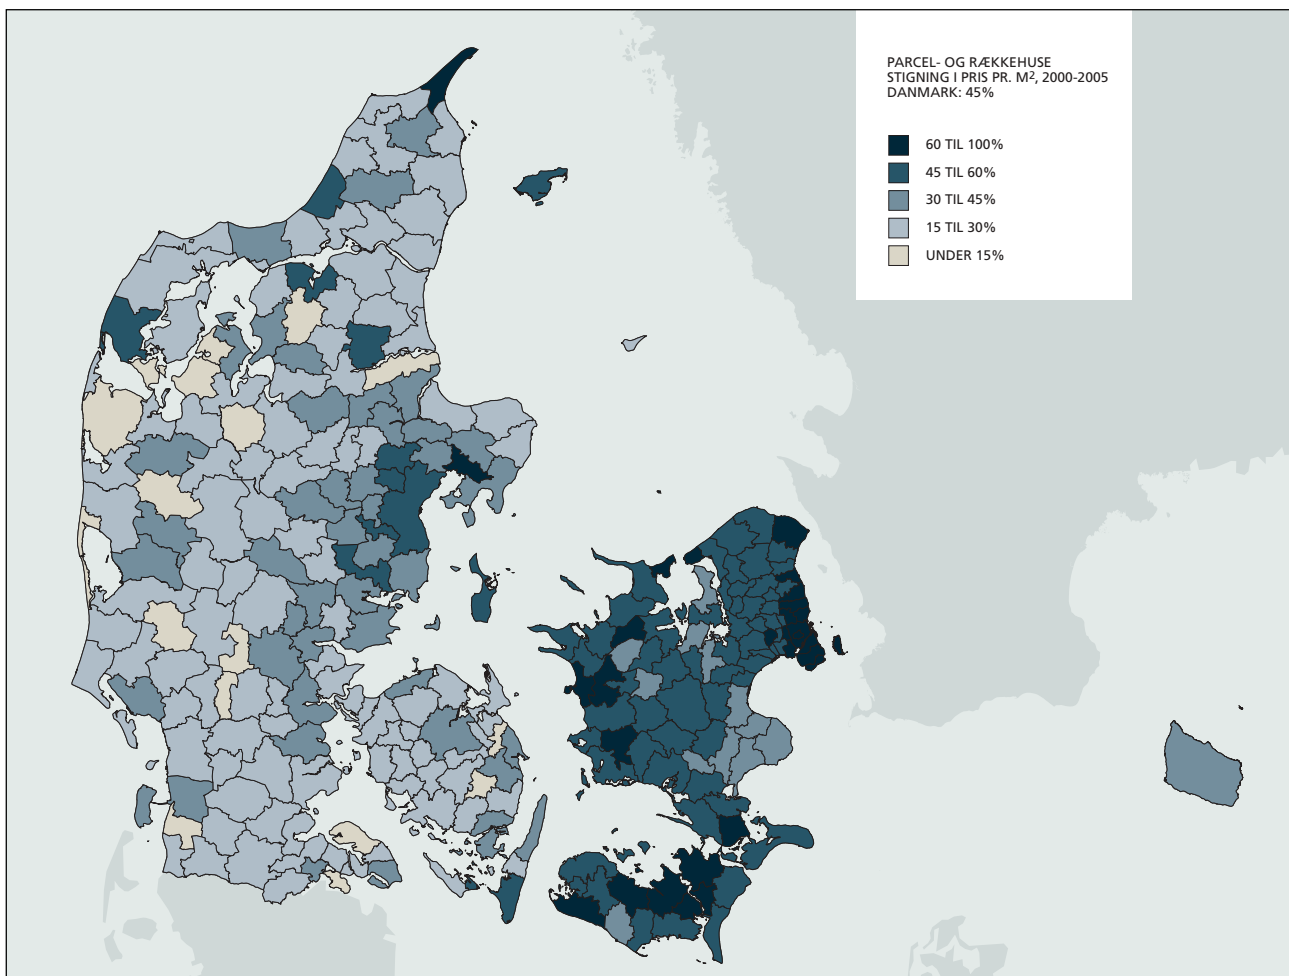 PARCEL- OG RÆKKEHUSE
STIGNING I PRIS PR. M², 2000-2005
DANMARK: 45%
60 TIL 100%
45 TIL 60%
30 TIL 45%
15 TIL 30%
UNDER 15%